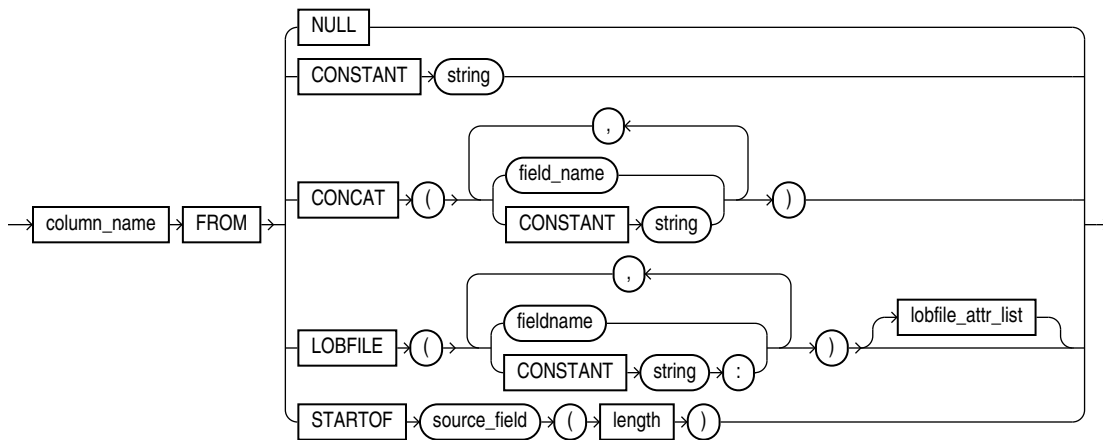 NULL
CONSTANT string
,
field_name
CONCAT ( CONSTANT string )
column_name FROM
,
fieldname lobfile_attr_list
LOBFILE ( CONSTANT string : )
STARTOF source_field ( length )